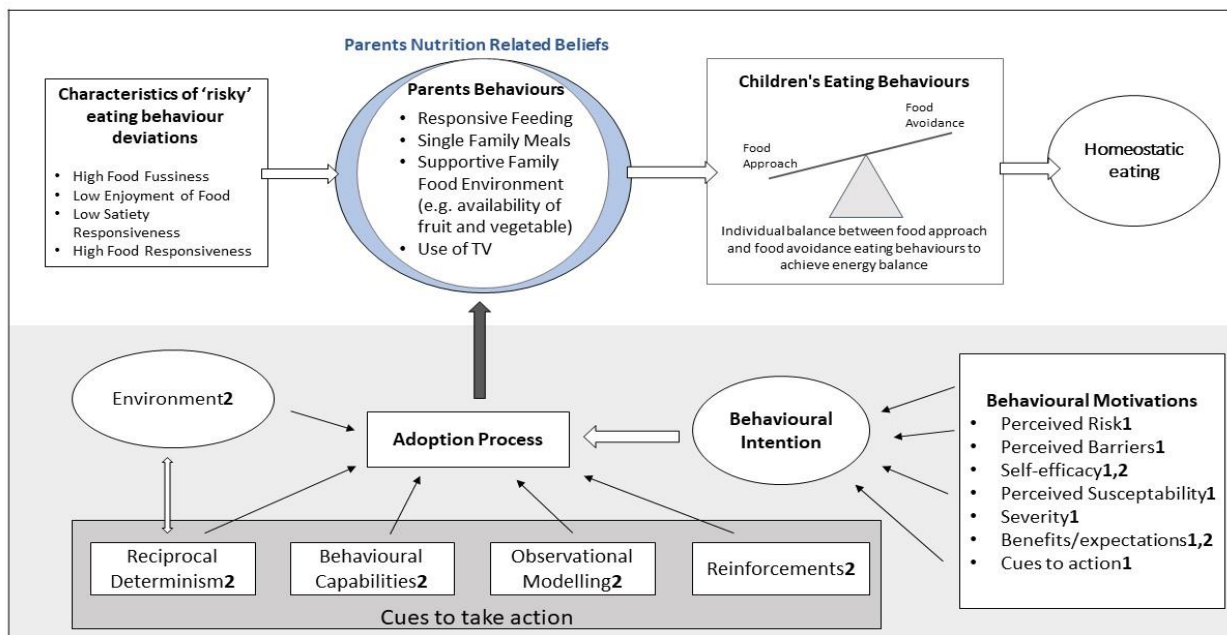 Parents Nutrition Related Beliefs
Characteristics of ‘risky’
eating behaviour
deviations
• High Food Fussiness
• Low Enjoyment of Food
• Low Satiety
Responsiveness
• High Food Responsiveness
Parents Behaviours
• Responsive Feeding
• Single Family Meals
• Supportive Family
Food Environment
(e.g. availability of
fruit and vegetable)
• Use of TV
Children's Eating Behaviours
Food
Avoidance
Food
Approach
Individual balance between food approach
and food avoidance eating behaviours to
achieve energy balance
Homeostatic
eating
Environment2
Adoption Process
Behavioural
Intention
Behavioural Motivations
• Perceived Risk1
• Perceived Barriers1
• Self-efficacy1,2
• Perceived Susceptability1
• Severity1
• Benefits/expectations1,2
• Cues to action1
Reciprocal
Determinism2
Behavioural
Capabilities2
Observational
Modelling2
Reinforcements2
Cues to take action